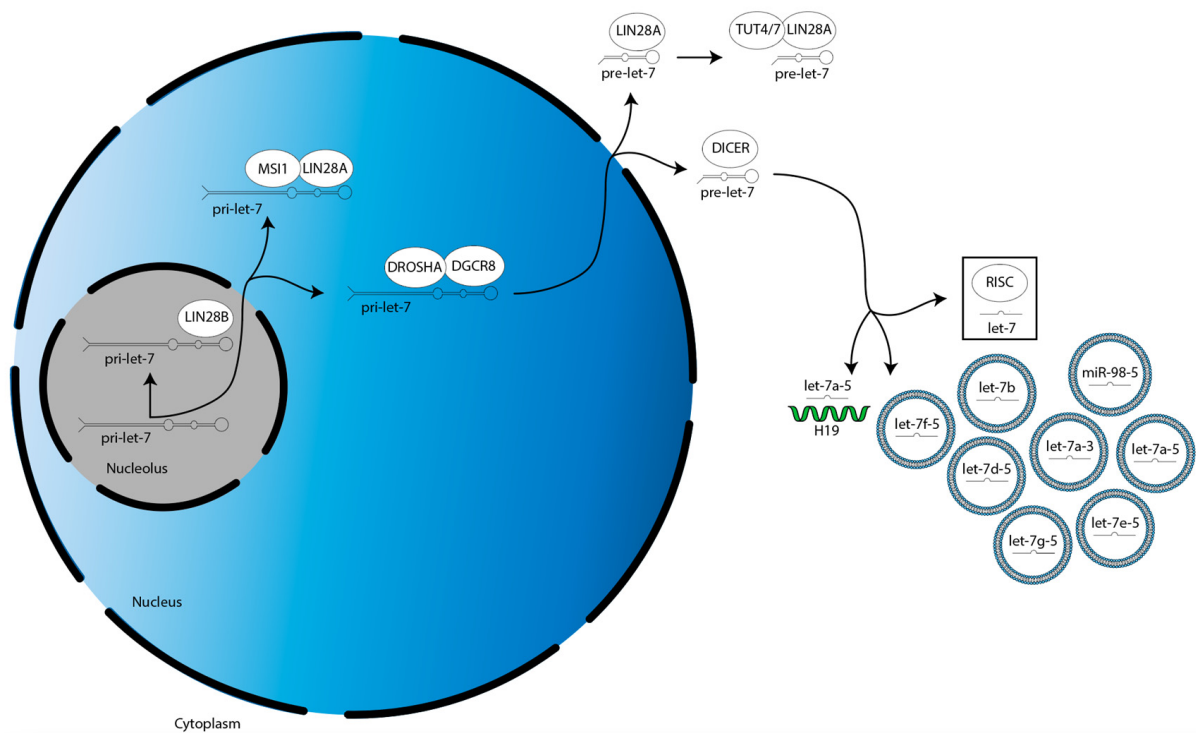 LIN28A
pre-let-7
TUT4/7
LIN28A
pre-let-7
MSI1
LIN28A
pri-let-7
DICER
pre-let-7
DROSHA
DGCR8
pri-let-7
LIN28B
pri-let-7
pri-let-7
Nucleolus
RISC
let-7
let-7a-5
H19
let-7f-5
let-7b
miR-98-5
let-7d-5
let-7a-3
let-7a-5
let-7g-5
let-7e-5
Nucleus
Cytoplasm